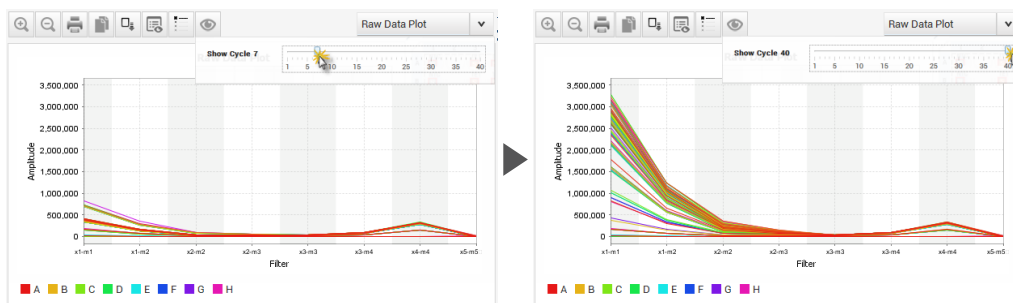 Raw Data Plot
Show Cycle 7
1 5 10 15 20 25 30 35 40
3,500,000
3,000,000
2,500,000
2,000,000
1,500,000
1,000,000
500,000
0
Amplitude
x1-m1 x1-m2 x2-m2 x2-m3 x3-m3 x3-m4 x4-m4 x5-m5
Filter
A B C D E F G H
Raw Data Plot
Show Cycle 40
1 5 10 15 20 25 30 35 40
3,500,000
3,000,000
2,500,000
2,000,000
1,500,000
1,000,000
500,000
0
Amplitude
x1-m1 x1-m2 x2-m2 x2-m3 x3-m3 x3-m4 x4-m4 x5-m5
Filter
A B C D E F G H